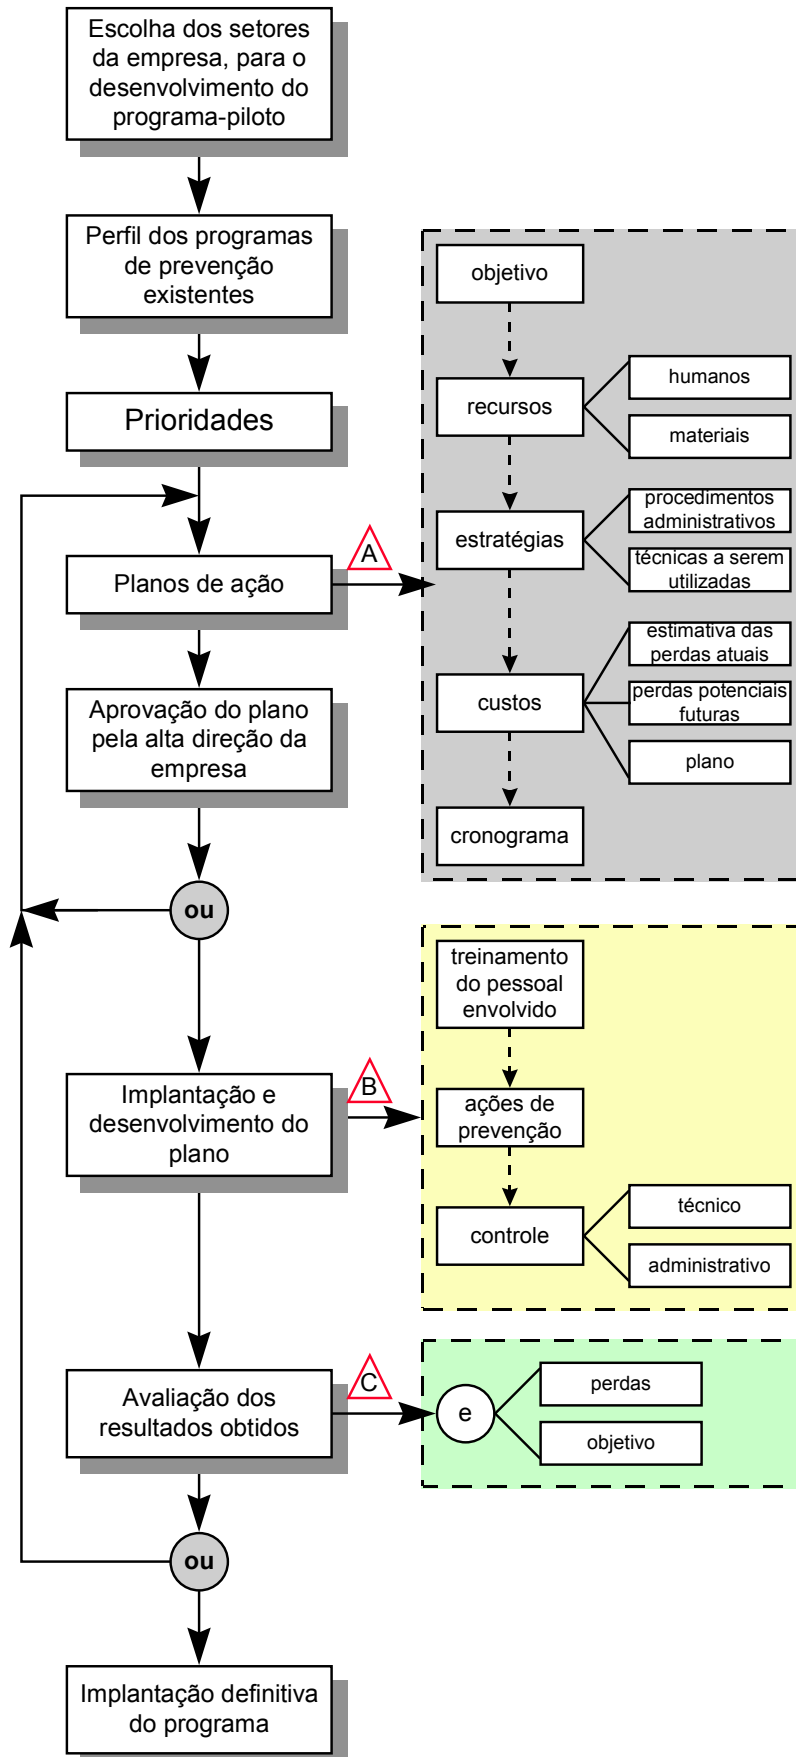 Escolha dos setores
da empresa, para o
desenvolvimento do
programa-piloto
Perfil dos programas
de prevenção
existentes
Prioridades
Planos de ação
A
objetivo
recursos
humanos
materiais
estratégias
procedimentos
administrativos
técnicas a serem
utilizadas
custos
estimativa das
perdas atuais
perdas potenciais
futuras
plano
cronograma
Aprovação do plano
pela alta direção da
empresa
ou
Implantação e
desenvolvimento do
plano
B
treinamento
do pessoal
envolvido
ações de
prevenção
controle
técnico
administrativo
Avaliação dos
resultados obtidos
C
e
perdas
objetivo
ou
Implantação definitiva
do programa